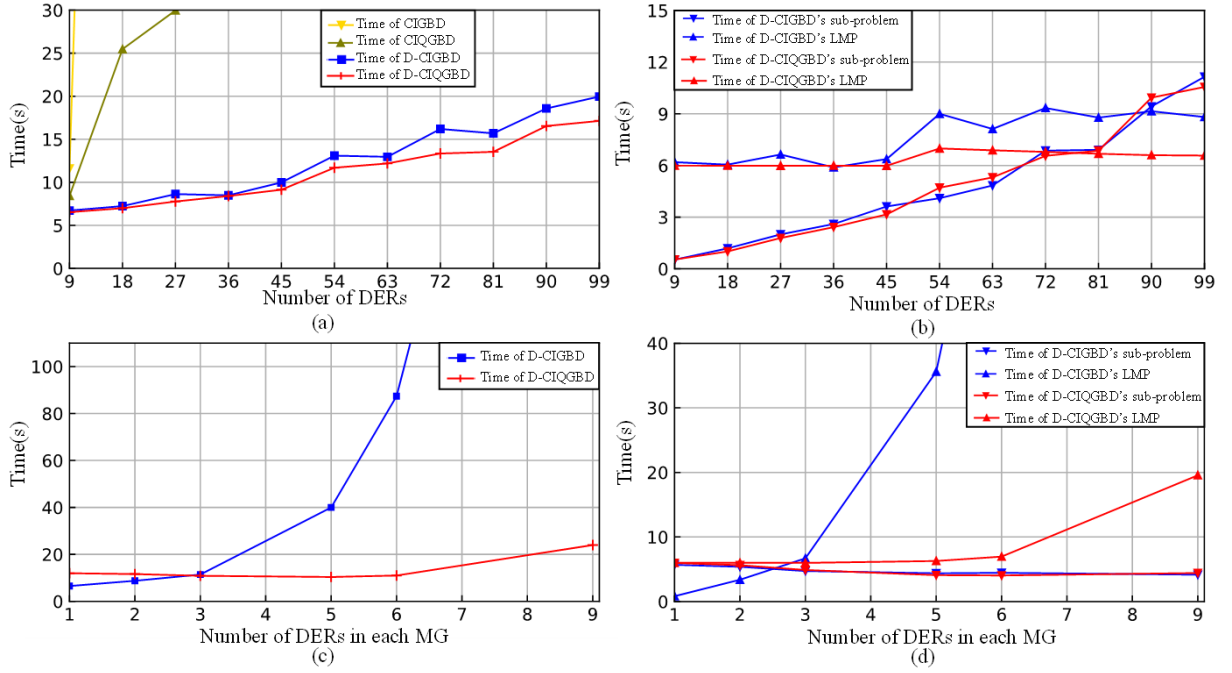 30
25
20
15
10
5
0
Time(s)
9 18 27 36 45 54 63 72 81 90 99
Number of DERs
(a)
Time of CIGBD
Time of CIQGBD
Time of D-CIGBD
Time of D-CIQGBD
15
12
9
6
3
0
Time(s)
9 18 27 36 45 54 63 72 81 90 99
Number of DERs
(b)
Time of D-CIGBD's sub-problem
Time of D-CIGBD's LMP
Time of D-CIQGBD's sub-problem
Time of D-CIQGBD's LMP
100
80
60
40
20
0
Time(s)
1 2 3 4 5 6 7 8 9
Number of DERs in each MG
(c)
Time of D-CIGBD
Time of D-CIQGBD
40
30
20
10
0
Time(s)
1 2 3 4 5 6 7 8 9
Number of DERs in each MG
(d)
Time of D-CIGBD's sub-problem
Time of D-CIGBD's LMP
Time of D-CIQGBD's sub-problem
Time of D-CIQGBD's LMP